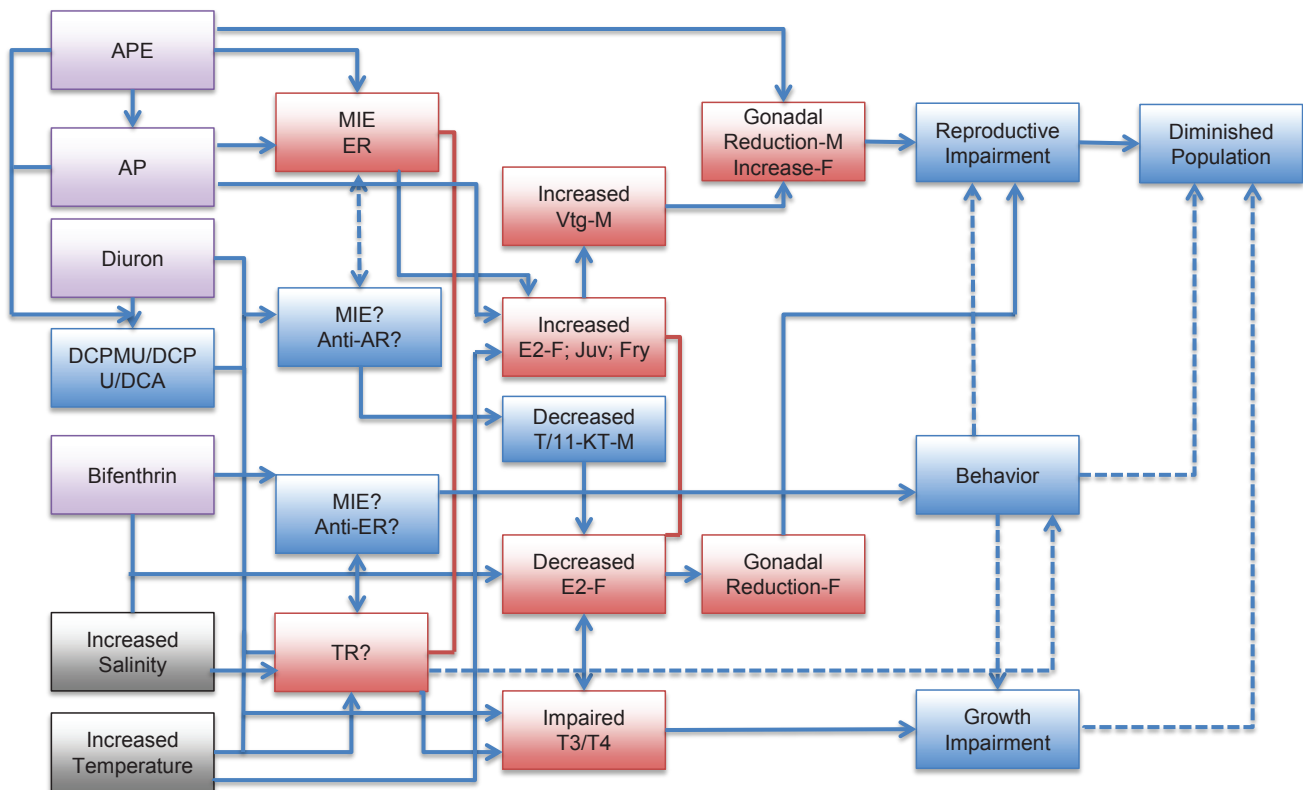 APE
AP
Diuron
DCPMU/DCP
U/DCA
Bifenthrin
Increased
Salinity
Increased
Temperature
MIE
ER
MIE?
Anti-AR?
MIE?
Anti-ER?
TR?
Increased
Vtg-M
Increased
E2-F; Juv; Fry
Decreased
T/11-KT-M
Decreased
E2-F
Impaired
T3/T4
Gonadal
Reduction-M
Increase-F
Gonadal
Reduction-F
Reproductive
Impairment
Behavior
Growth
Impairment
Diminished
Population